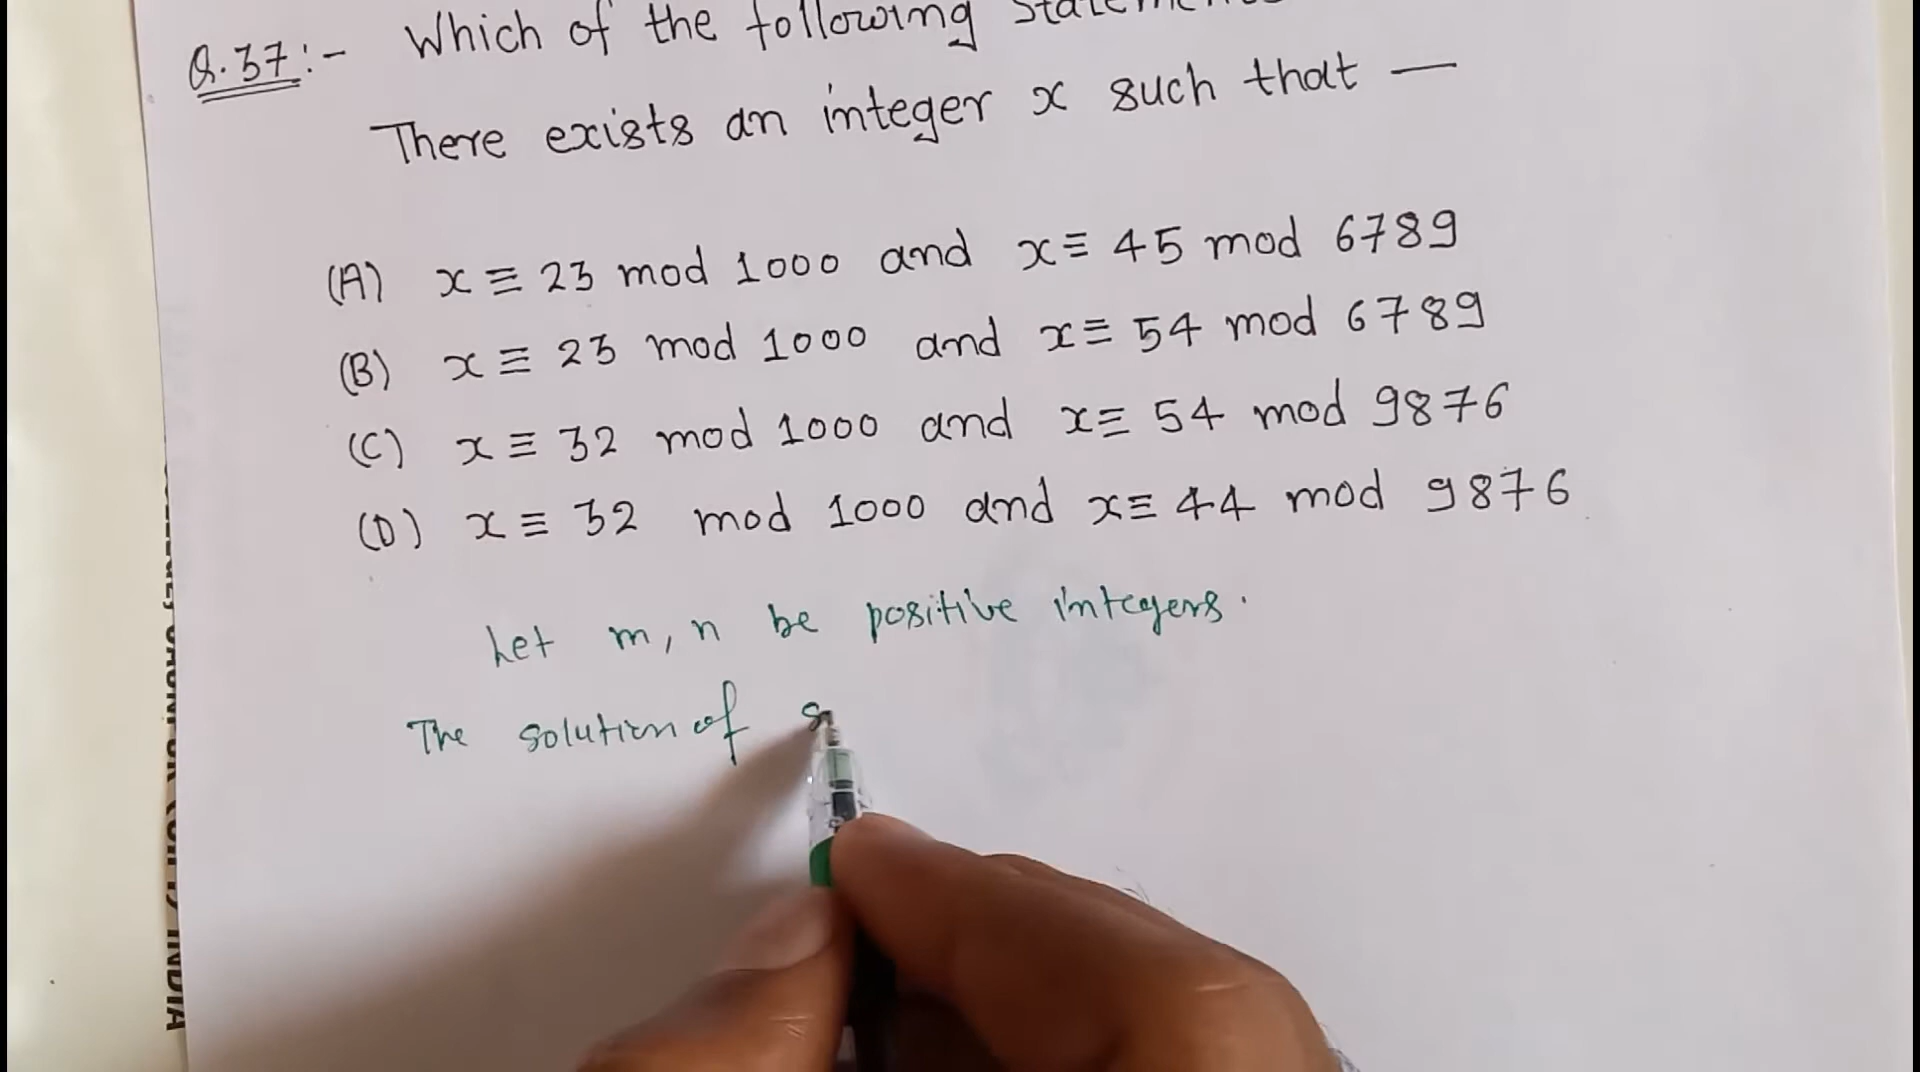 Q.37:- Which of the following statements
There exists an integer x such that —
(A) x ≡ 23 mod 1000 and x ≡ 45 mod 6789
(B) x ≡ 23 mod 1000 and x ≡ 54 mod 6789
(C) x ≡ 32 mod 1000 and x ≡ 54 mod 9876
(D) x ≡ 32 mod 1000 and x ≡ 44 mod 9876
Let m, n be positive integers.
The solution of s
INDIA